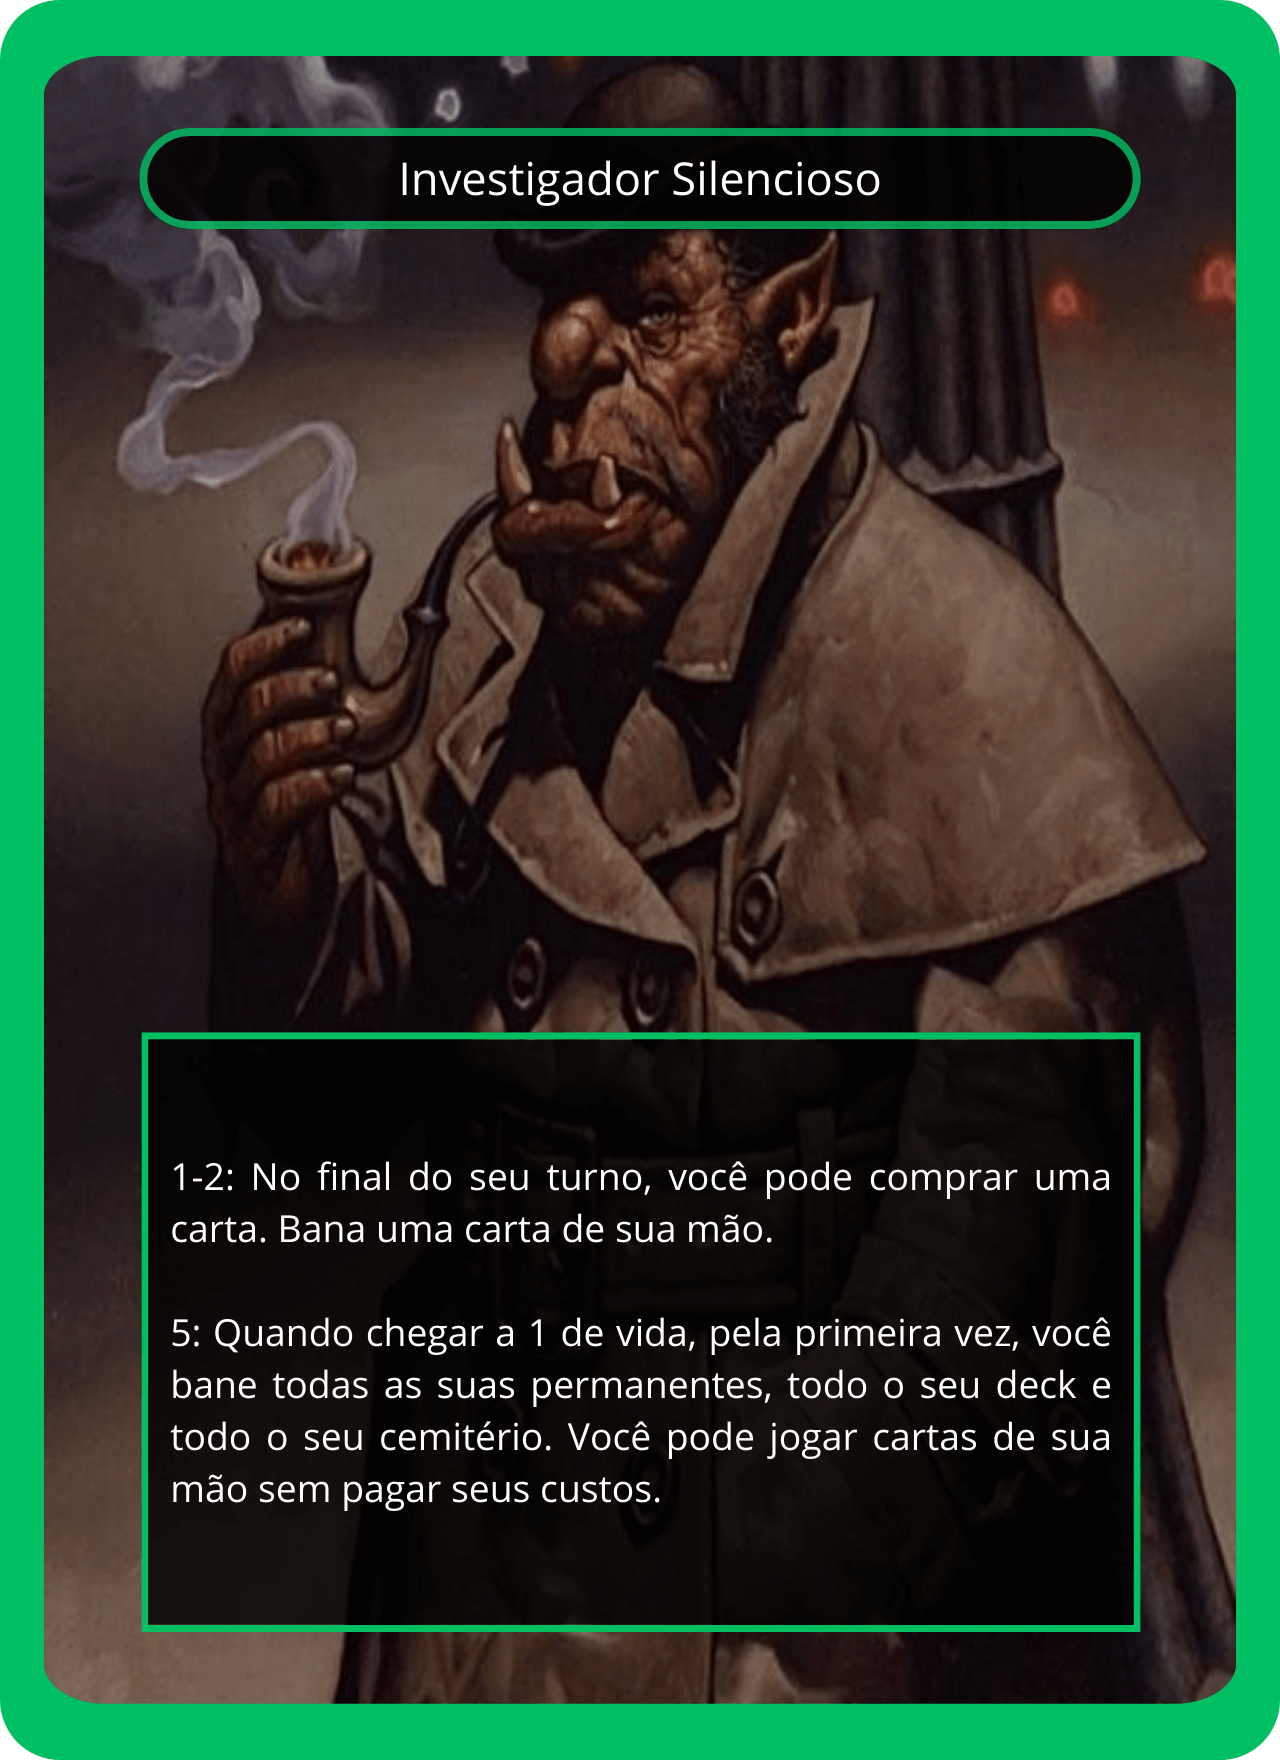 Investigador Silencioso
1-2: No final do seu turno, você pode comprar uma
carta. Bana uma carta de sua mão.
5: Quando chegar a 1 de vida, pela primeira vez, você
bane todas as suas permanentes, todo o seu deck e
todo o seu cemitério. Você pode jogar cartas de sua
mão sem pagar seus custos.